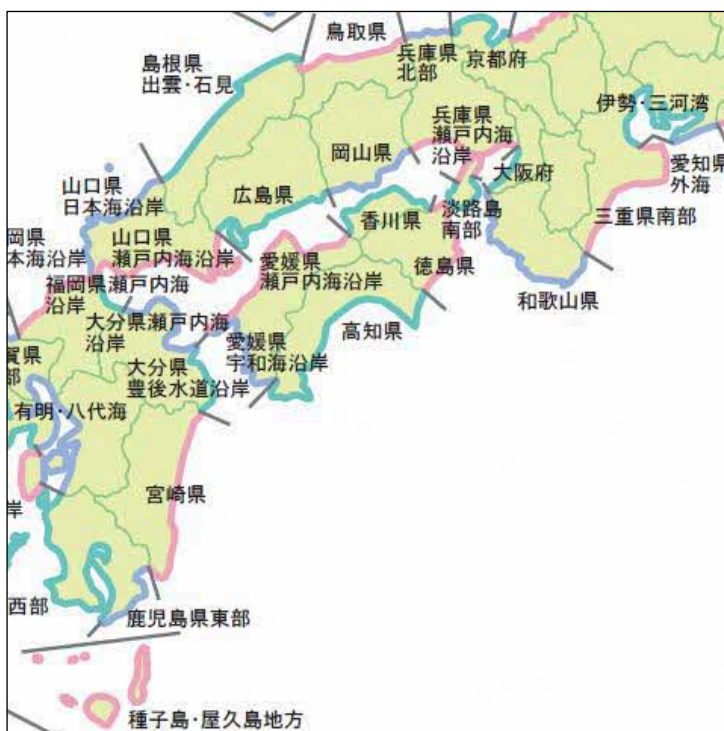 鳥取県
兵庫県
北部
京都府
島根県
出雲・石見
伊勢・三河湾
兵庫県
瀬戸内海
沿岸
岡山県
大阪府
愛知県
外海
山口県
日本海沿岸
広島県
香川県
淡路島
南部
三重県南部
岡県
本海沿岸
山口県
瀬戸内海沿岸
愛媛県
瀬戸内海沿岸
徳島県
福岡県瀬戸内海
沿岸
和歌山県
大分県瀬戸内海
沿岸
愛媛県
宇和海沿岸
高知県
賀県
部
大分県
豊後水道沿岸
有明・八代海
宮崎県
岸
西部
鹿児島県東部
種子島・屋久島地方